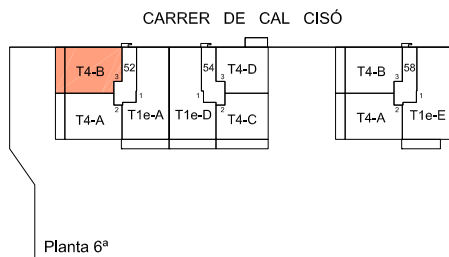 CARRER DE CAL CISÓ
T4-B 3 52 54 3 T4-D T4-B 3 58
1 1 1
T4-A 2 T1e-A T1e-D 2 T4-C T4-A 2 T1e-E
Planta 6ª